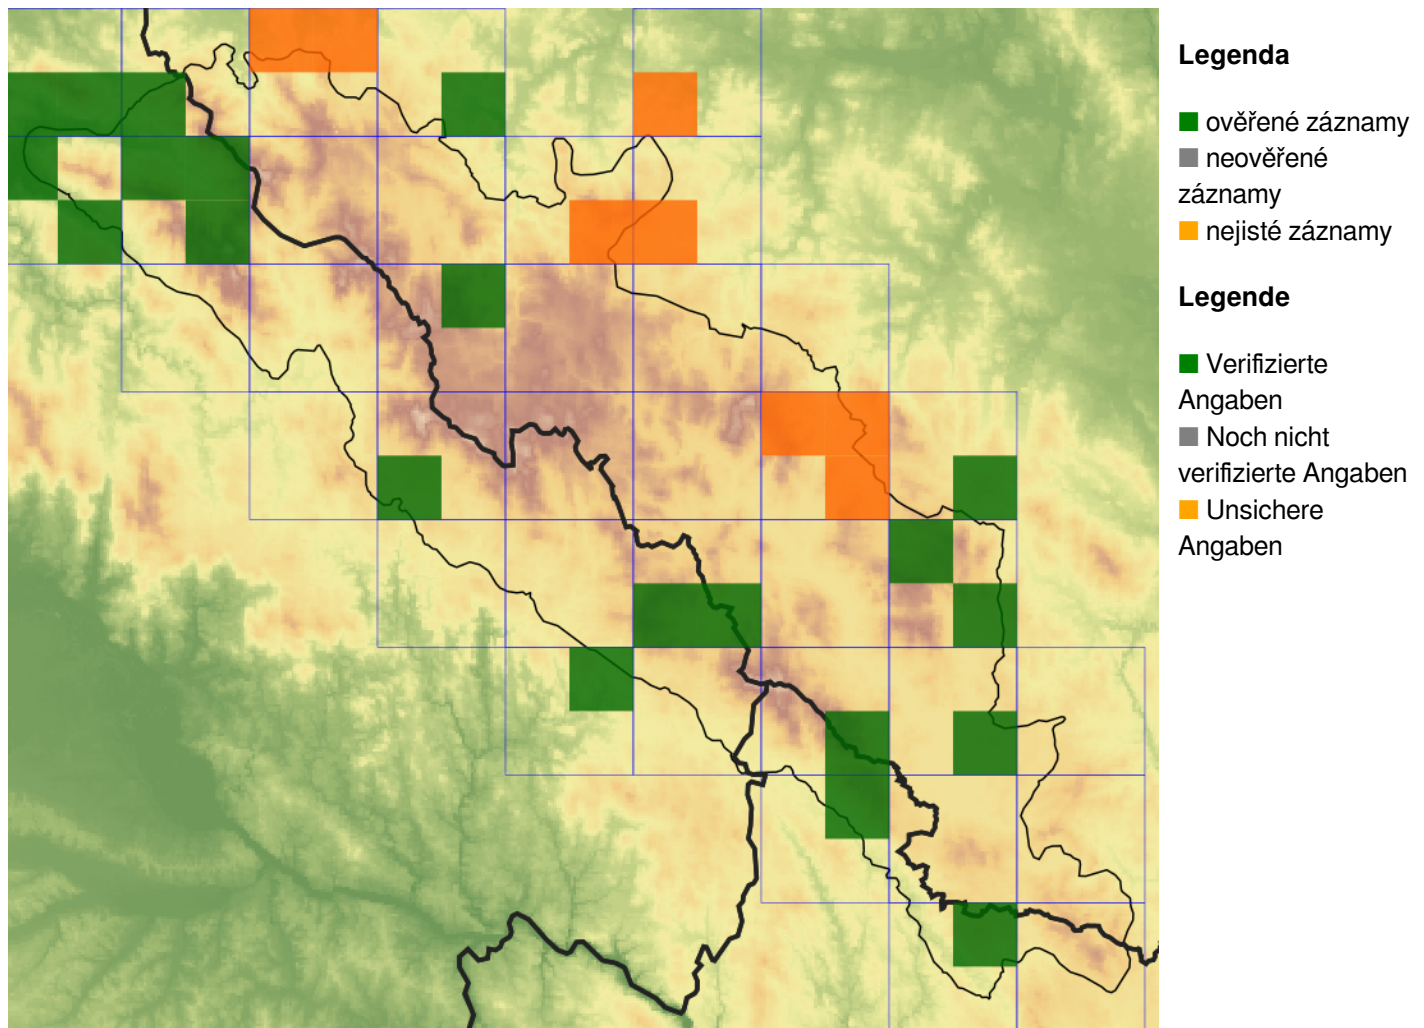 Legenda
ověřené záznamy
neověřené
záznamy
nejisté záznamy
Legende
Verifizierte
Angaben
Noch nicht
verifizierte Angaben
Unsichere
Angaben